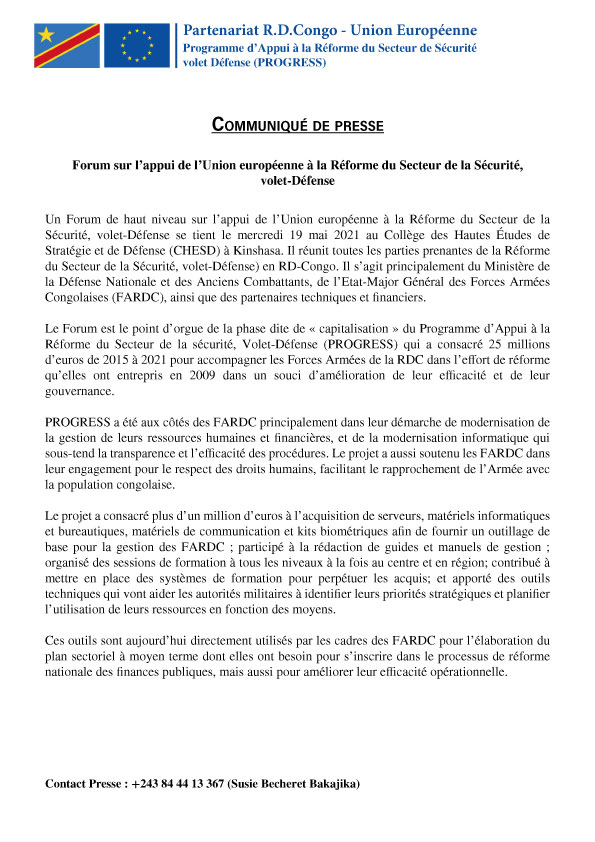 Partenariat R.D.Congo - Union Européenne
Programme d'Appui à la Réforme du Secteur de Sécurité
volet Défense (PROGRESS)
COMMUNIQUÉ DE PRESSE
Forum sur l'appui de l'Union européenne à la Réforme du Secteur de la Sécurité,
volet-Défense
Un Forum de haut niveau sur l'appui de l'Union européenne à la Réforme du Secteur de la
Sécurité, volet-Défense se tient le mercredi 19 mai 2021 au Collège des Hautes Études de
Stratégie et de Défense (CHESD) à Kinshasa. Il réunit toutes les parties prenantes de la Réforme
du Secteur de la Sécurité, volet-Défense) en RD-Congo. Il s'agit principalement du Ministère de
la Défense Nationale et des Anciens Combattants, de l'Etat-Major Général des Forces Armées
Congolaises (FARDC), ainsi que des partenaires techniques et financiers.
Le Forum est le point d'orgue de la phase dite de « capitalisation » du Programme d'Appui à la
Réforme du Secteur de la sécurité, Volet-Défense (PROGRESS) qui a consacré 25 millions
d'euros de 2015 à 2021 pour accompagner les Forces Armées de la RDC dans l'effort de réforme
qu'elles ont entrepris en 2009 dans un souci d'amélioration de leur efficacité et de leur
gouvernance.
PROGRESS a été aux côtés des FARDC principalement dans leur démarche de modernisation de
la gestion de leurs ressources humaines et financières, et de la modernisation informatique qui
sous-tend la transparence et l'efficacité des procédures. Le projet a aussi soutenu les FARDC dans
leur engagement pour le respect des droits humains, facilitant le rapprochement de l'Armée avec
la population congolaise.
Le projet a consacré plus d'un million d'euros à l'acquisition de serveurs, matériels informatiques
et bureautiques, matériels de communication et kits biométriques afin de fournir un outillage de
base pour la gestion des FARDC ; participé à la rédaction de guides et manuels de gestion ;
organisé des sessions de formation à tous les niveaux à la fois au centre et en région; contribué à
mettre en place des systèmes de formation pour perpétuer les acquis; et apporté des outils
techniques qui vont aider les autorités militaires à identifier leurs priorités stratégiques et planifier
l'utilisation de leurs ressources en fonction des moyens.
Ces outils sont aujourd'hui directement utilisés par les cadres des FARDC pour l'élaboration du
plan sectoriel à moyen terme dont elles ont besoin pour s'inscrire dans le processus de réforme
nationale des finances publiques, mais aussi pour améliorer leur efficacité opérationnelle.
Contact Presse : +243 84 44 13 367 (Susie Becheret Bakajika)